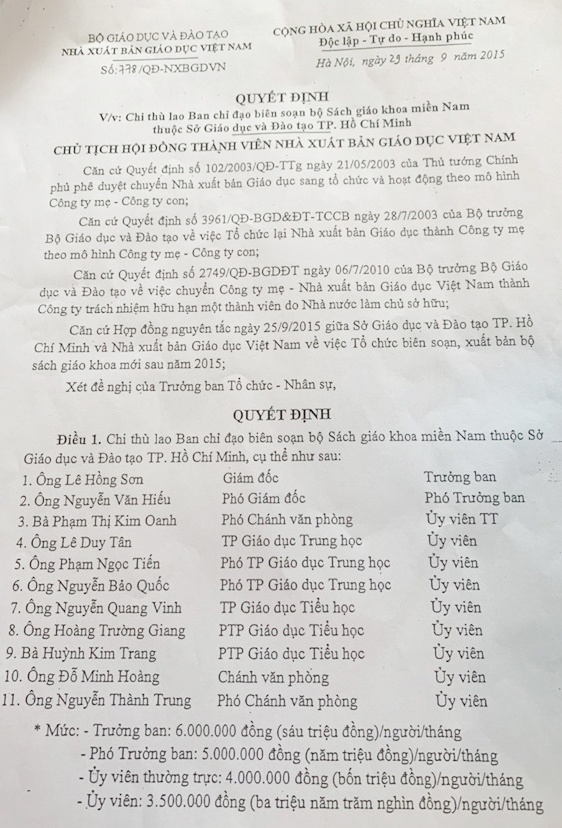 BỘ GIÁO DỤC VÀ ĐÀO TẠO
NHÀ XUẤT BẢN GIÁO DỤC VIỆT NAM
Số: 778/QĐ-NXBGDVN
CỘNG HÒA XÃ HỘI CHỦ NGHĨA VIỆT NAM
Độc lập - Tự do - Hạnh phúc
Hà Nội, ngày 29 tháng 9 năm 2015
QUYẾT ĐỊNH
V/v: Chi thù lao Ban chỉ đạo biên soạn bộ Sách giáo khoa miền Nam
thuộc Sở Giáo dục và Đào tạo TP. Hồ Chí Minh
CHỦ TỊCH HỘI ĐỒNG THÀNH VIÊN NHÀ XUẤT BẢN GIÁO DỤC VIỆT NAM
Căn cứ Quyết định số 102/2003/QĐ-TTg ngày 21/05/2003 của Thủ tướng Chính
phủ phê duyệt chuyển Nhà xuất bản Giáo dục sang tổ chức và hoạt động theo mô hình
Công ty mẹ - Công ty con;
Căn cứ Quyết định số 3961/QĐ-BGD&ĐT-TCCB ngày 28/7/2003 của Bộ trưởng
Bộ Giáo dục và Đào tạo về việc Tổ chức lại Nhà xuất bản Giáo dục thành Công ty mẹ
theo mô hình Công ty mẹ - Công ty con;
Căn cứ Quyết định số 2749/QĐ-BGDĐT ngày 06/7/2010 của Bộ trưởng Bộ Giáo
dục và Đào tạo về việc chuyển Công ty mẹ - Nhà xuất bản Giáo dục Việt Nam thành
Công ty trách nhiệm hữu hạn một thành viên do Nhà nước làm chủ sở hữu;
Căn cứ Hợp đồng nguyên tắc ngày 25/9/2015 giữa Sở Giáo dục và Đào tạo TP. Hồ
Chí Minh và Nhà xuất bản Giáo dục Việt Nam về việc Tổ chức biên soạn, xuất bản bộ
sách giáo khoa mới sau năm 2015;
Xét đề nghị của Trưởng ban Tổ chức - Nhân sự,
QUYẾT ĐỊNH
Điều 1. Chi thù lao Ban chỉ đạo biên soạn bộ Sách giáo khoa miền Nam thuộc Sở
Giáo dục và Đào tạo TP. Hồ Chí Minh, cụ thể như sau:
1. Ông Lê Hồng Sơn Giám đốc Trưởng ban
2. Ông Nguyễn Văn Hiếu Phó Giám đốc Phó Trưởng ban
3. Bà Phạm Thị Kim Oanh Phó Chánh văn phòng Ủy viên TT
4. Ông Lê Duy Tân TP Giáo dục Trung học Ủy viên
5. Ông Phạm Ngọc Tiến Phó TP Giáo dục Trung học Ủy viên
6. Ông Nguyễn Bảo Quốc Phó TP Giáo dục Trung học Ủy viên
7. Ông Nguyễn Quang Vinh TP Giáo dục Tiểu học Ủy viên
8. Ông Hoàng Trường Giang PTP Giáo dục Tiểu học Ủy viên
9. Bà Huỳnh Kim Trang PTP Giáo dục Tiểu học Ủy viên
10. Ông Đỗ Minh Hoàng Chánh văn phòng Ủy viên
11. Ông Nguyễn Thành Trung Phó Chánh văn phòng Ủy viên
* Mức: - Trưởng ban: 6.000.000 đồng (sáu triệu đồng)/người/tháng
- Phó Trưởng ban: 5.000.000 đồng (năm triệu đồng)/người/tháng
- Ủy viên thường trực: 4.000.000 đồng (bốn triệu đồng)/người/tháng
- Ủy viên: 3.500.000 đồng (ba triệu năm trăm nghìn đồng)/người/tháng